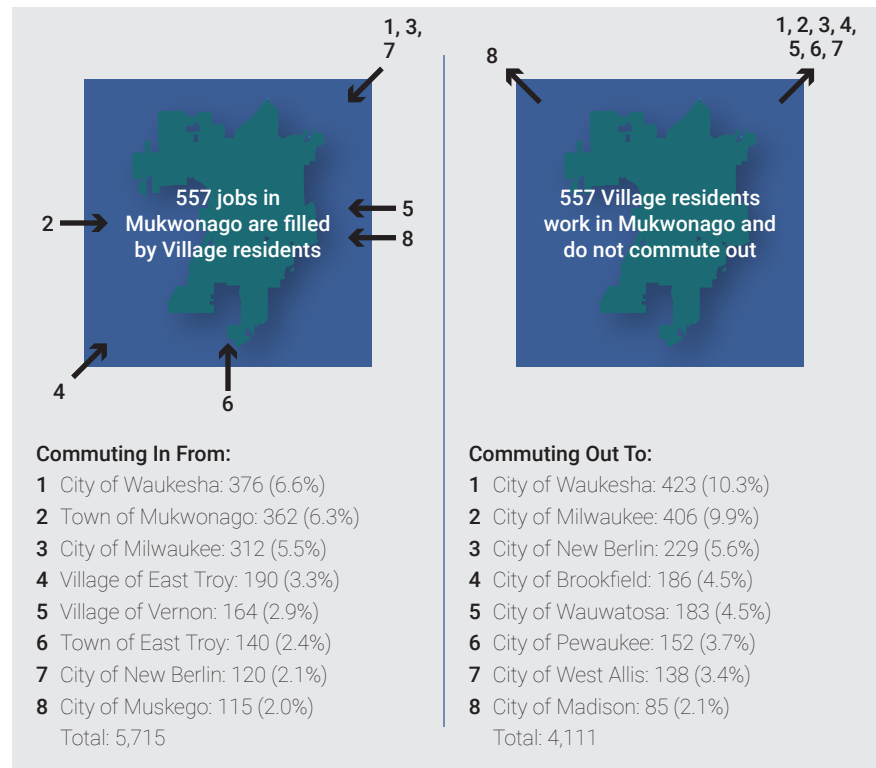 1, 3,
7
2
557 jobs in
Mukwonago are filled
by Village residents
5
8
4
6
Commuting In From:
1 City of Waukesha: 376 (6.6%)
2 Town of Mukwonago: 362 (6.3%)
3 City of Milwaukee: 312 (5.5%)
4 Village of East Troy: 190 (3.3%)
5 Village of Vernon: 164 (2.9%)
6 Town of East Troy: 140 (2.4%)
7 City of New Berlin: 120 (2.1%)
8 City of Muskego: 115 (2.0%)
Total: 5,715
8
1, 2, 3, 4,
5, 6, 7
557 Village residents
work in Mukwonago and
do not commute out
Commuting Out To:
1 City of Waukesha: 423 (10.3%)
2 City of Milwaukee: 406 (9.9%)
3 City of New Berlin: 229 (5.6%)
4 City of Brookfield: 186 (4.5%)
5 City of Wauwatosa: 183 (4.5%)
6 City of Pewaukee: 152 (3.7%)
7 City of West Allis: 138 (3.4%)
8 City of Madison: 85 (2.1%)
Total: 4,111